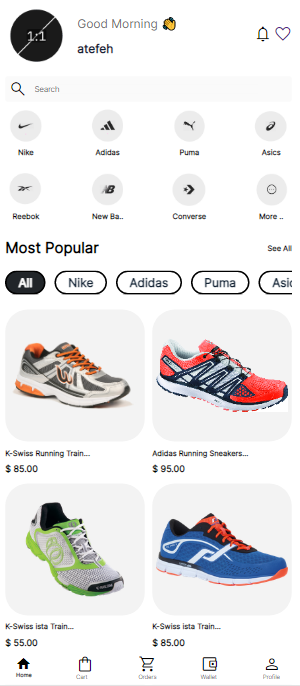 1:1
Good Morning 👏
atefeh
Search
Nike Adidas Puma Asics
Reebok New Ba.. Converse More ..
Most Popular See All
All Nike Adidas Puma Asic
K-Swiss Running Train... Adidas Running Sneakers...
$ 85.00 $ 95.00
K-Swiss ista Train... K-Swiss ista Train...
$ 55.00 $ 85.00
Home Cart Orders Wallet Profile